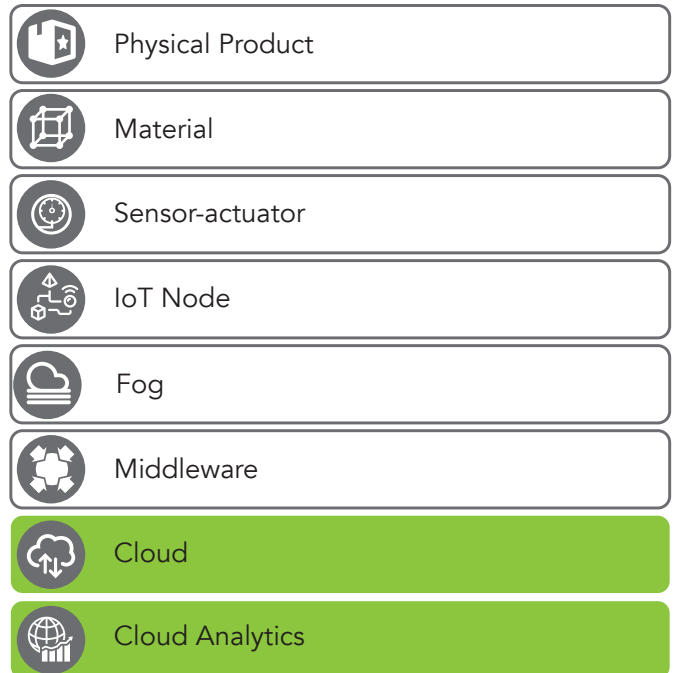 Physical Product
Material
Sensor-actuator
IoT Node
Fog
Middleware
Cloud
Cloud Analytics